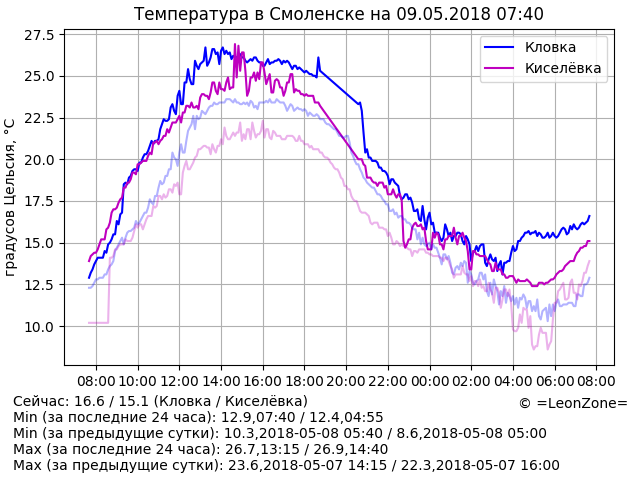 Температура в Смоленске на 09.05.2018 07:40
27.5
25.0
22.5
20.0
17.5
15.0
12.5
10.0
градусов Цельсия, °C
Кловка
Киселёвка
08:00 10:00 12:00 14:00 16:00 18:00 20:00 22:00 00:00 02:00 04:00 06:00 08:00
Сейчас: 16.6 / 15.1 (Кловка / Киселёвка)
© =LeonZone=
Min (за последние 24 часа): 12.9,07:40 / 12.4,04:55
Min (за предыдущие сутки): 10.3,2018-05-08 05:40 / 8.6,2018-05-08 05:00
Max (за последние 24 часа): 26.7,13:15 / 26.9,14:40
Max (за предыдущие сутки): 23.6,2018-05-07 14:15 / 22.3,2018-05-07 16:00